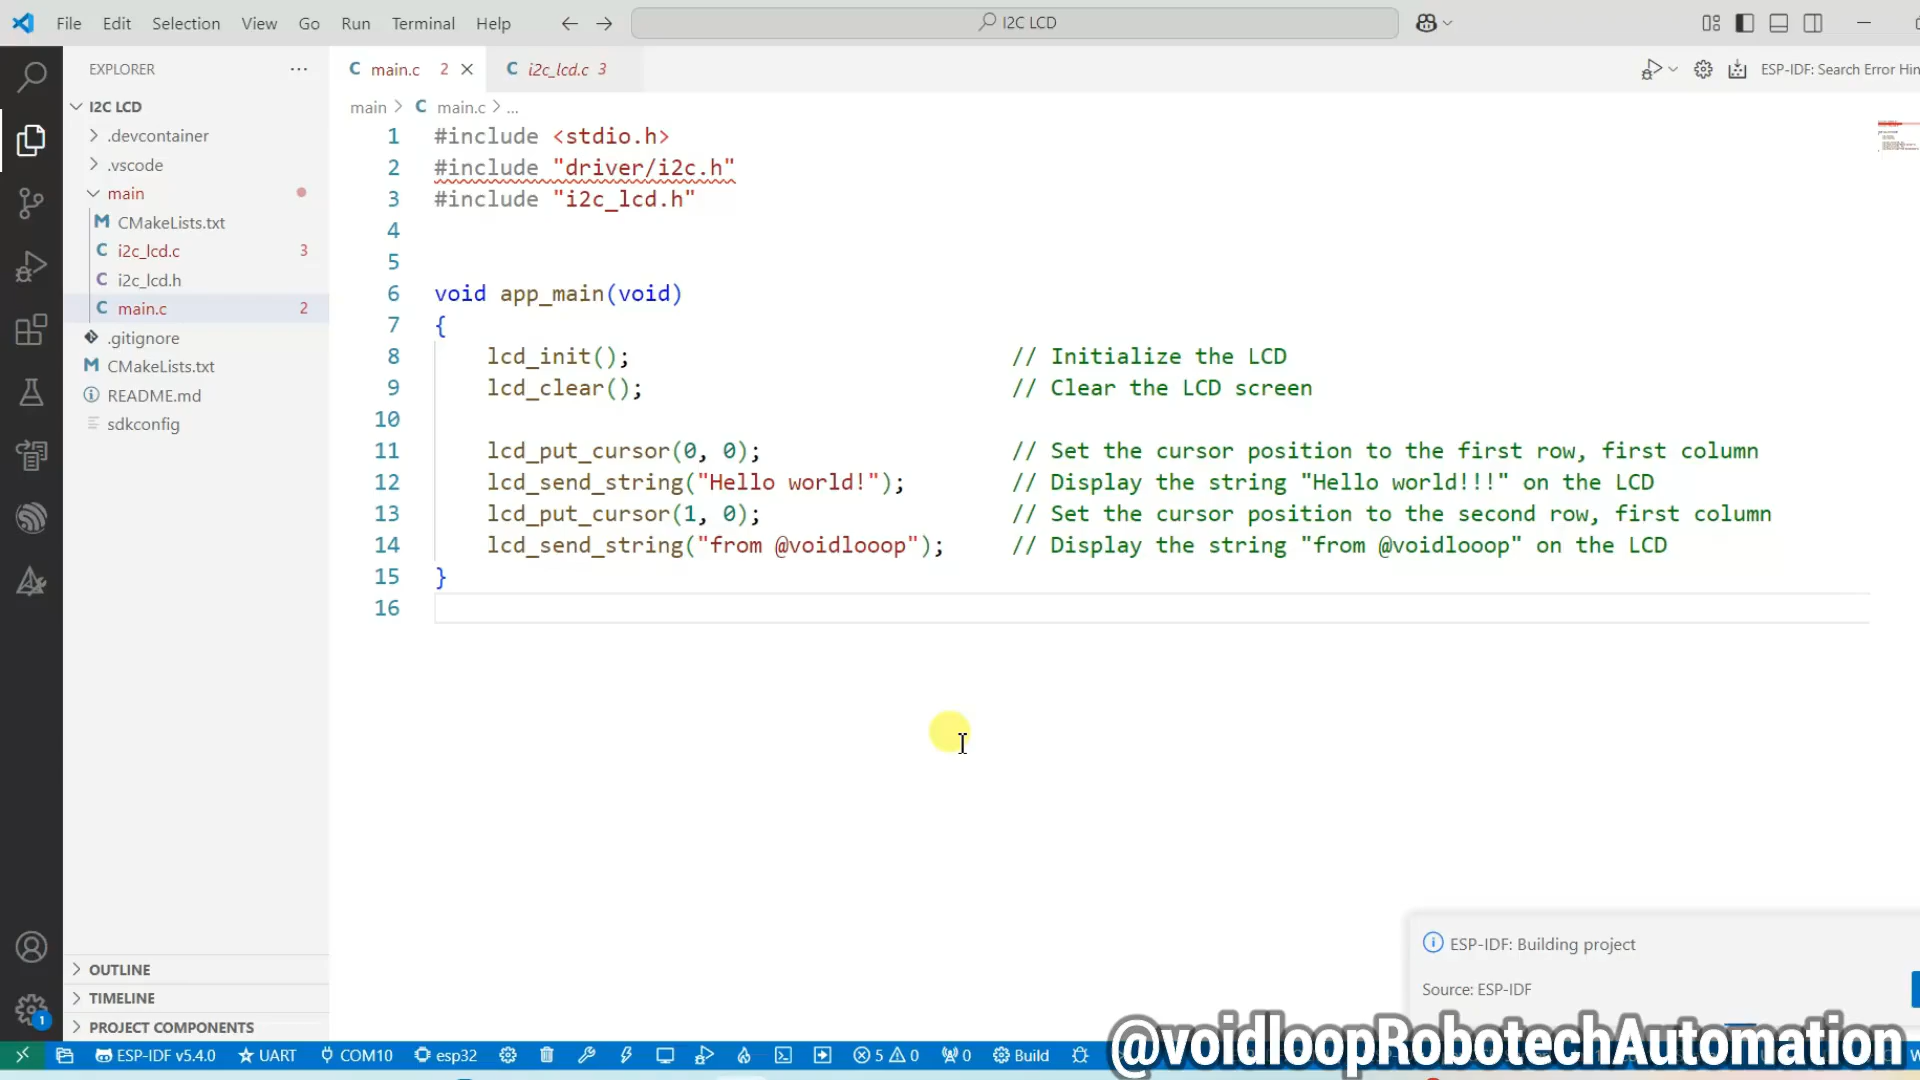 File Edit Selection View Go Run Terminal Help I2C LCD
EXPLORER
I2C LCD
.devcontainer
.vscode
main
CMakeLists.txt
i2c_lcd.c 3
i2c_lcd.h
main.c 2
.gitignore
CMakeLists.txt
README.md
sdkconfig
OUTLINE
TIMELINE
PROJECT COMPONENTS
1
main.c 2 i2c_lcd.c 3
ESP-IDF: Search Error Hin
main > C main.c > ...
1 #include <stdio.h>
2 #include "driver/i2c.h"
3 #include "i2c_lcd.h"
4
5
6 void app_main(void)
7 {
8 lcd_init(); // Initialize the LCD
9 lcd_clear(); // Clear the LCD screen
10
11 lcd_put_cursor(0, 0); // Set the cursor position to the first row, first column
12 lcd_send_string("Hello world!"); // Display the string "Hello world!!!" on the LCD
13 lcd_put_cursor(1, 0); // Set the cursor position to the second row, first column
14 lcd_send_string("from @voidlooop"); // Display the string "from @voidlooop" on the LCD
15 }
16
ESP-IDF: Building project
Source: ESP-IDF
ESP-IDF v5.4.0 UART COM10 esp32 5 0 0 Build
@voidloopRobotechAutomation